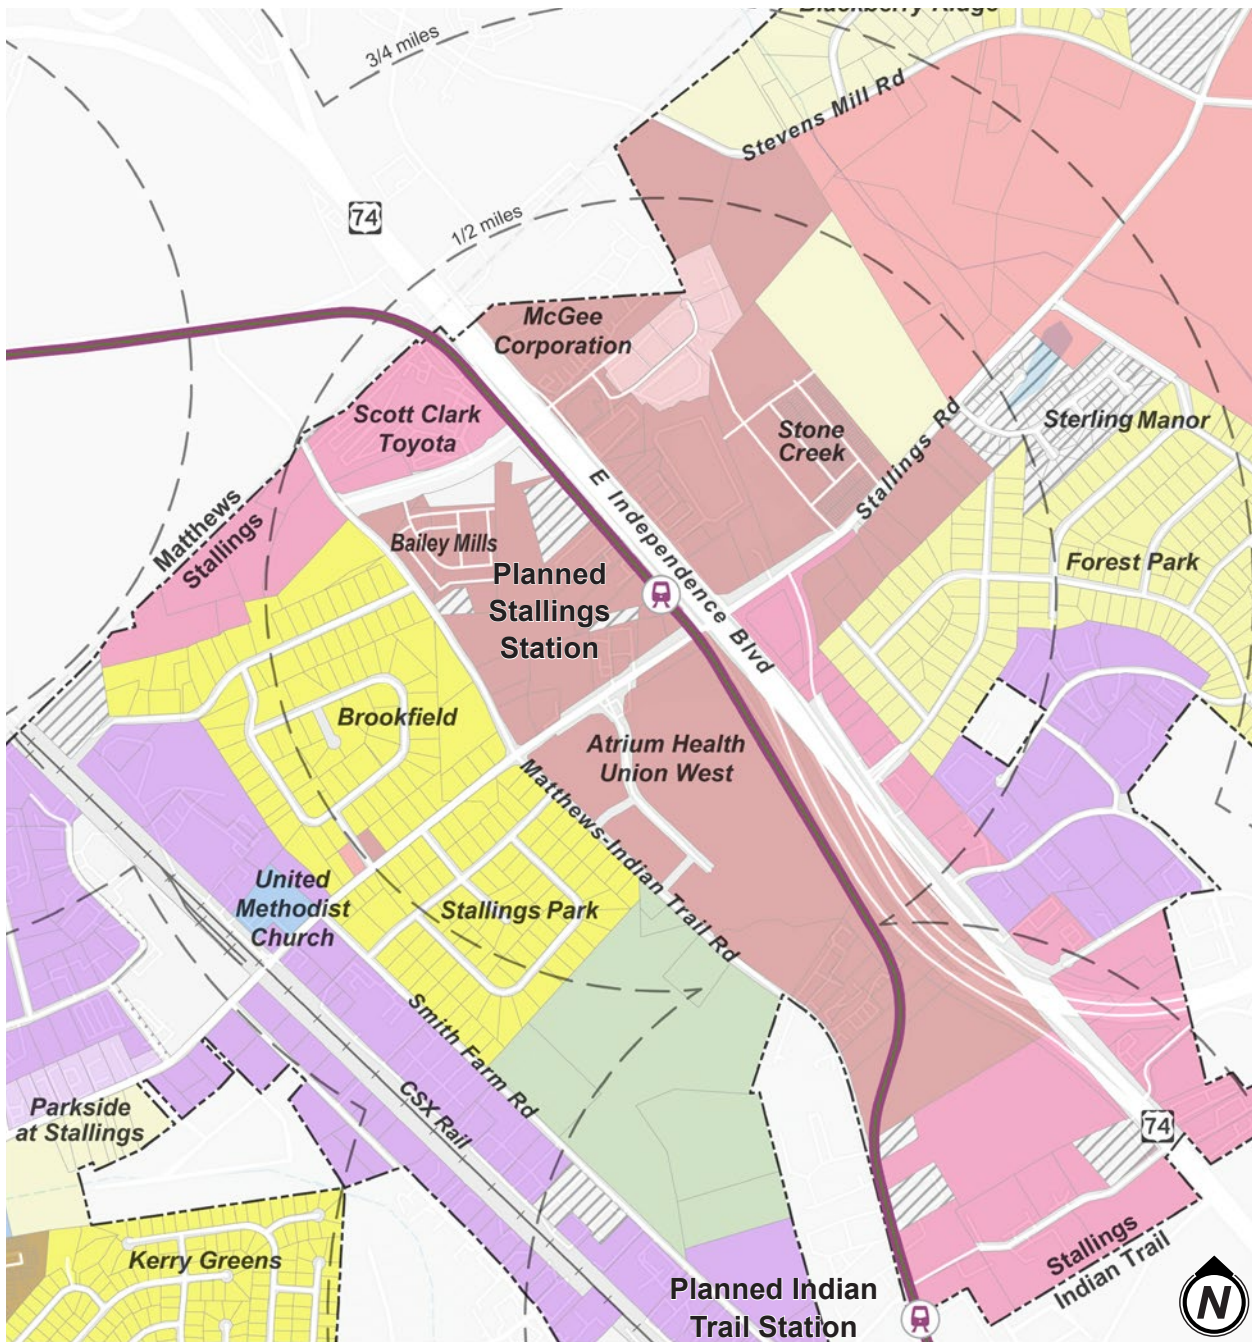 Blackberry Ridge
3/4 miles
Stevens Mill Rd
74
1/2 miles
McGee
Corporation
Scott Clark
Toyota
Stone
Creek
Sterling Manor
Stallings Rd
E Independence Blvd
Matthews
Stallings
Bailey Mills
Forest Park
Planned
Stallings
Station
Brookfield
Atrium Health
Union West
Matthews-Indian Trail Rd
United
Methodist
Church
Stallings Park
Smith Farm Rd
CSX Rail
Parkside
at Stallings
74
Kerry Greens
Stallings
Indian Trail
Planned Indian
Trail Station
N